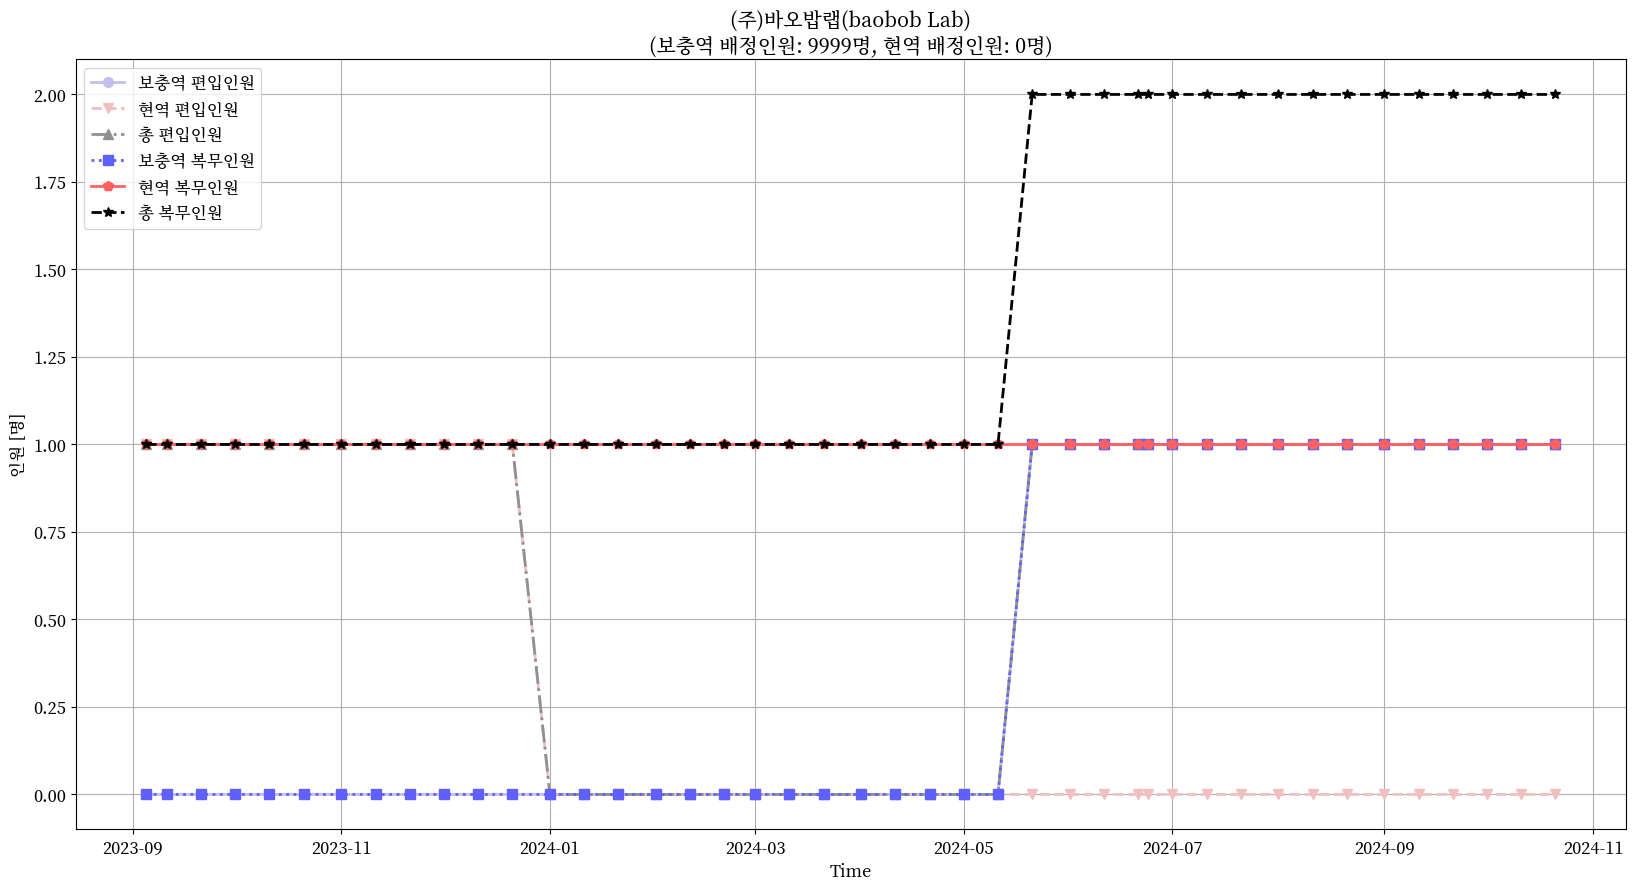 (주)바오밥랩(baobob Lab)
(보충역 배정인원: 9999명, 현역 배정인원: 0명)
보충역 편입인원
현역 편입인원
총 편입인원
보충역 복무인원
현역 복무인원
총 복무인원
2.00
1.75
1.50
1.25
1.00
0.75
0.50
0.25
0.00
인원 [명]
2023-09
2023-11
2024-01
2024-03
2024-05
2024-07
2024-09
2024-11
Time